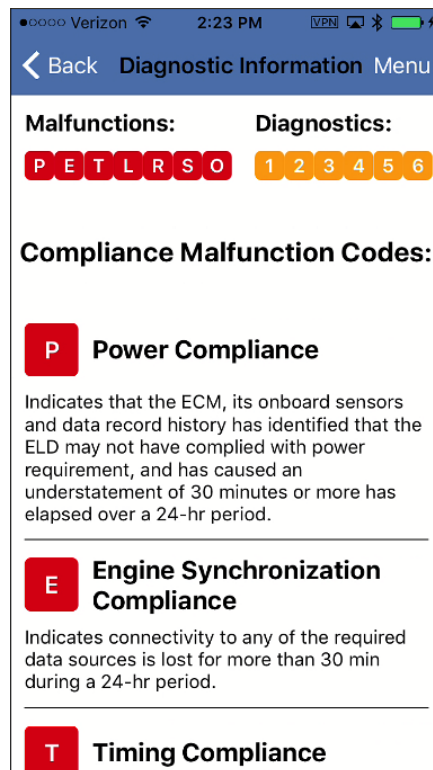 Verizon 2:23 PM VPN
Back Diagnostic Information Menu
Malfunctions: Diagnostics:
P E T L R S O 1 2 3 4 5 6
Compliance Malfunction Codes:
P Power Compliance
Indicates that the ECM, its onboard sensors
and data record history has identified that the
ELD may not have complied with power
requirement, and has caused an
understatement of 30 minutes or more has
elapsed over a 24-hr period.
E Engine Synchronization
Compliance
Indicates connectivity to any of the required
data sources is lost for more than 30 min
during a 24-hr period.
T Timing Compliance